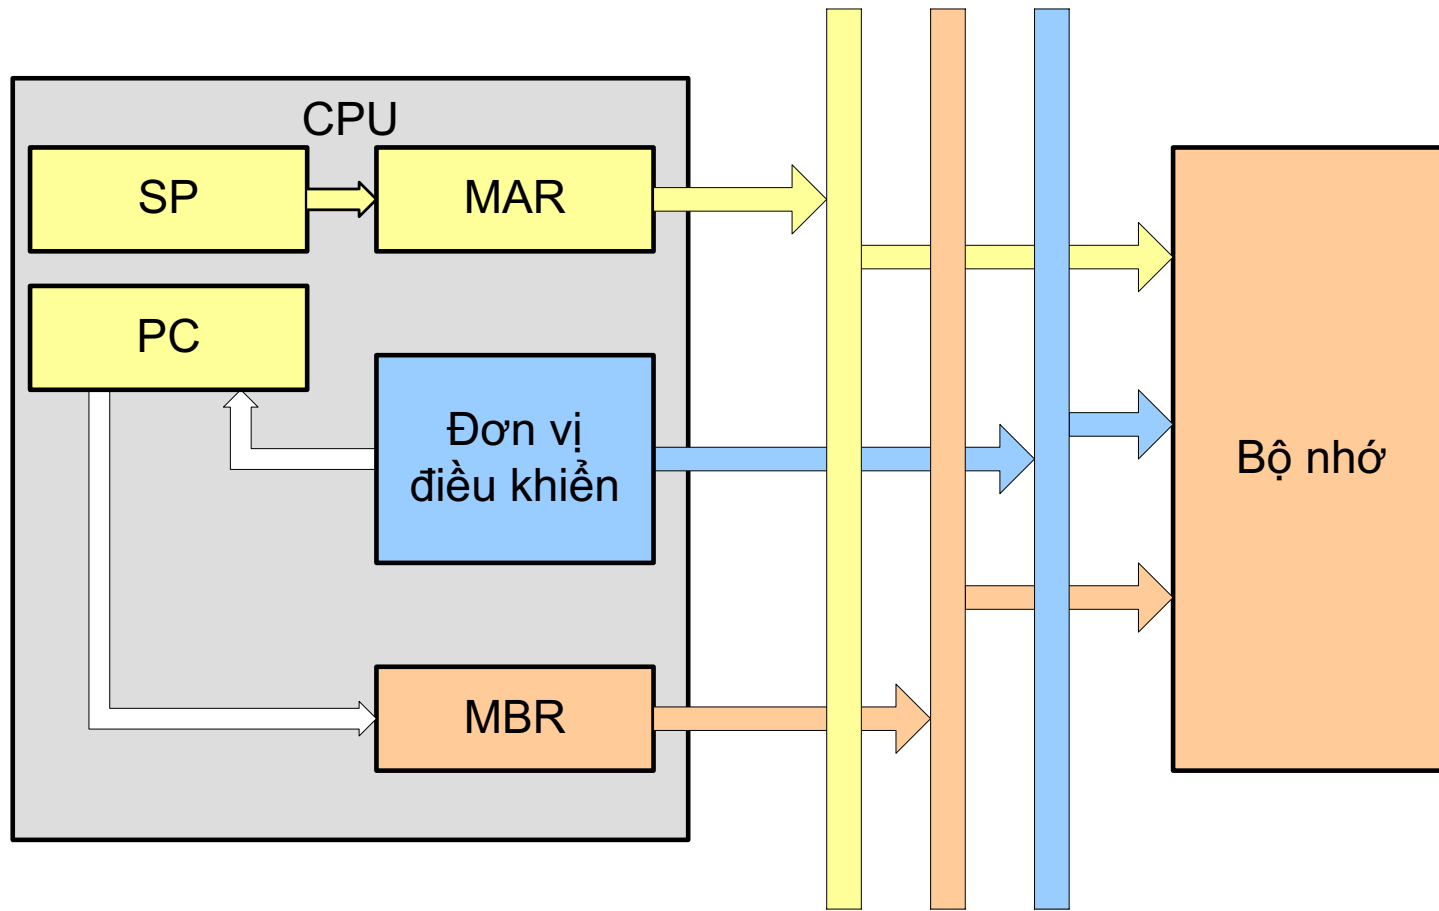 CPU
SP
MAR
PC
Đơn vị
điều khiển
Bộ nhớ
MBR